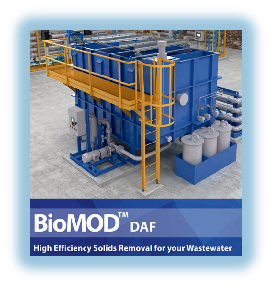 BioMOD™ DAF
High Efficiency Solids Removal for your Wastewater